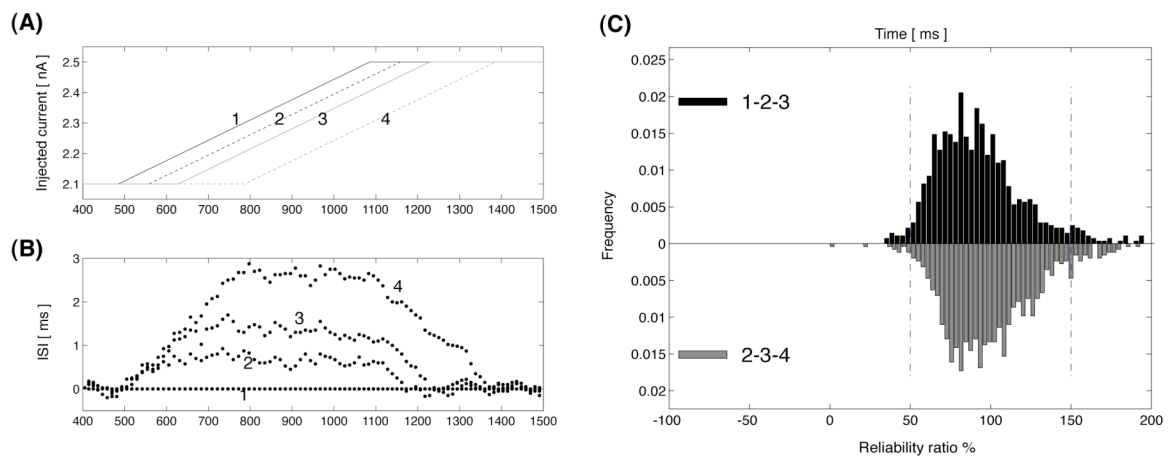 (A)
Injected current [ nA ]
2.5
2.4
2.3
2.2
2.1
1
2
3
4
400 500 600 700 800 900 1000 1100 1200 1300 1400 1500
(B)
ISI [ ms ]
3
2
1
0
4
3
2
1
400 500 600 700 800 900 1000 1100 1200 1300 1400 1500
(C)
Time [ ms ]
Frequency
0.025
0.02
0.015
0.01
0.005
0
0.005
0.01
0.015
0.02
1-2-3
2-3-4
-100 -50 0 50 100 150 200
Reliability ratio %